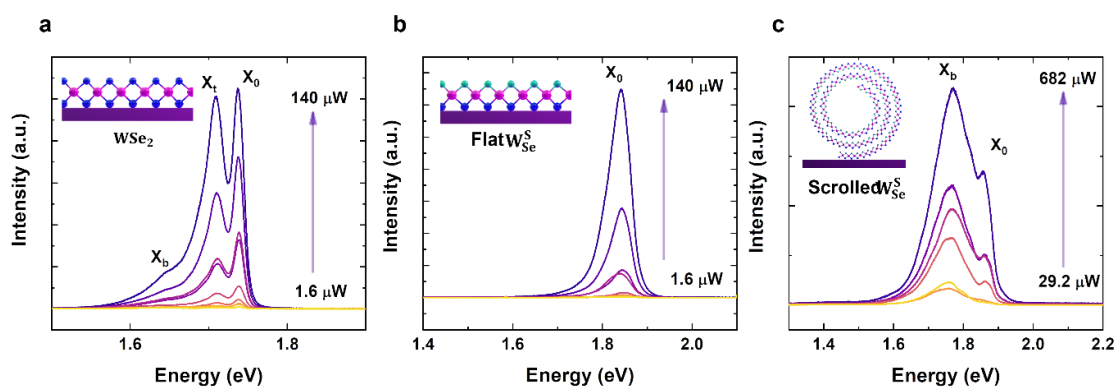 a
Xt
X0
140 μW
Xb
WSe2
1.6 μW
Intensity (a.u.)
1.6
1.8
Energy (eV)
b
X0
140 μW
Flat W^S_Se
1.6 μW
Intensity (a.u.)
1.4
1.6
1.8
2.0
Energy (eV)
c
Xb
682 μW
X0
Scrolled W^S_Se
29.2 μW
Intensity (a.u.)
1.4
1.6
1.8
2.0
2.2
Energy (eV)